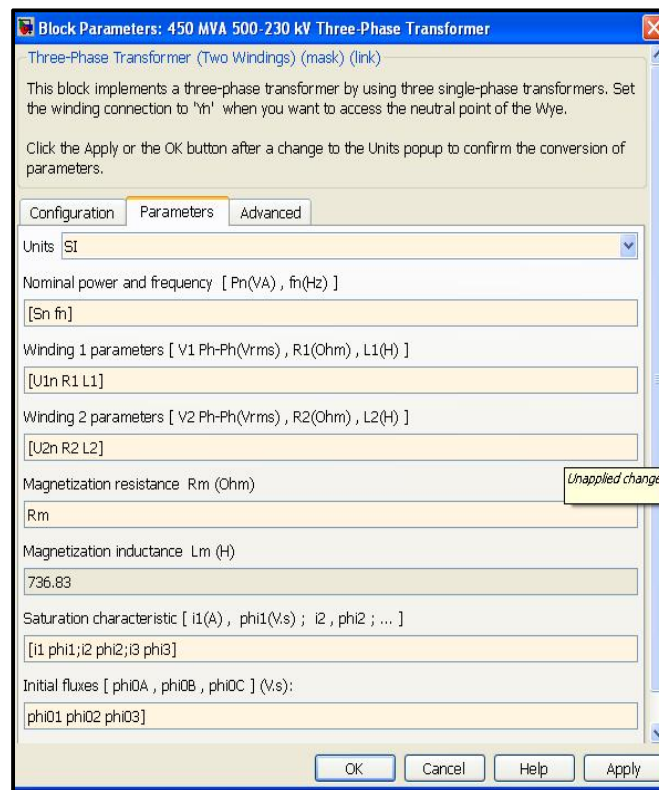 Block Parameters: 450 MVA 500-230 kV Three-Phase Transformer
Three-Phase Transformer (Two Windings) (mask) (link)
This block implements a three-phase transformer by using three single-phase transformers. Set
the winding connection to 'Yn' when you want to access the neutral point of the Wye.
Click the Apply or the OK button after a change to the Units popup to confirm the conversion of
parameters.
Configuration Parameters Advanced
Units SI
Nominal power and frequency [ Pn(VA) , fn(Hz) ]
[Sn fn]
Winding 1 parameters [ V1 Ph-Ph(Vrms) , R1(Ohm) , L1(H) ]
[U1n R1 L1]
Winding 2 parameters [ V2 Ph-Ph(Vrms) , R2(Ohm) , L2(H) ]
[U2n R2 L2]
Magnetization resistance Rm (Ohm)
Unapplied change
Rm
Magnetization inductance Lm (H)
736.83
Saturation characteristic [ i1(A) , phi1(V.s) ; i2 , phi2 ; ... ]
[i1 phi1;i2 phi2;i3 phi3]
Initial fluxes [ phi0A , phi0B , phi0C ] (V.s):
phi01 phi02 phi03]
OK Cancel Help Apply